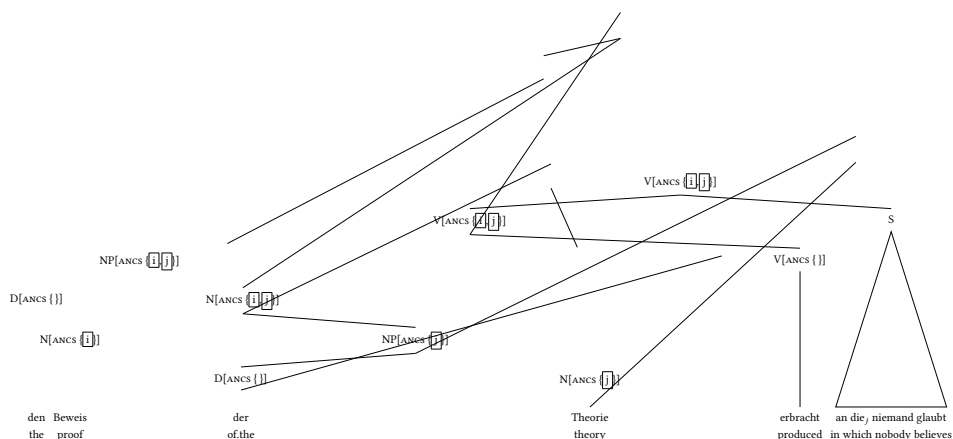 V[ANCS { i, j }]
V[ANCS { i, j }]
S
NP[ANCS { i, j }]
V[ANCS { }]
D[ANCS { }]
N[ANCS { i, j }]
N[ANCS { i }]
NP[ANCS { j }]
D[ANCS { }]
N[ANCS { j }]
den Beweis der Theorie erbracht an die_j niemand glaubt
the proof of.the theory produced in which nobody believes